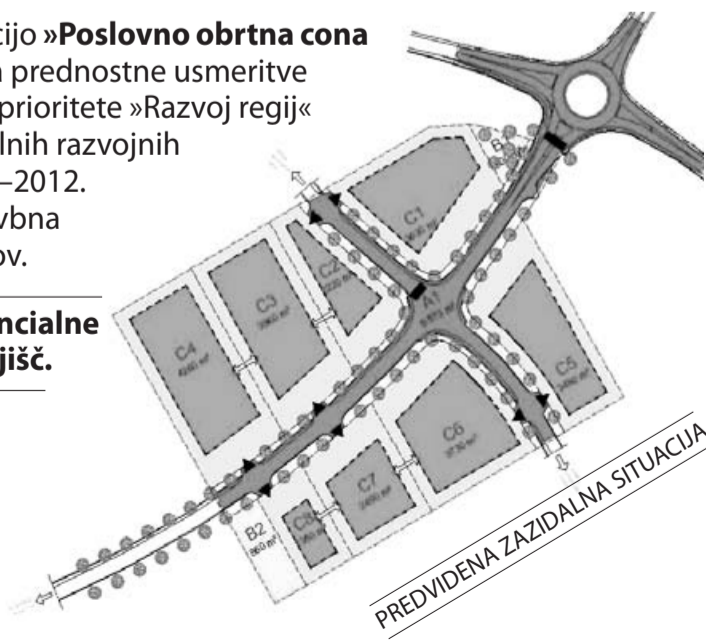 cijo »Poslovno obrtna cona
prednostne usmeritve
prioritete »Razvoj regij«
lnih razvojnih
–2012.
vbna
ov.
ncialne
jišč.
C1
C2
C3
C4
A1
C5
C6
C7
C8
B2
PREDVIDENA ZAZIDALNA SITUACIJA